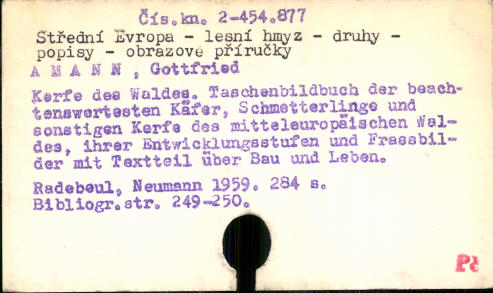 Čís.kn. 2-454.877
Střední Evropa - lesní hmyz - druhy -
popisy - obrazové příručky
A M A N N , Gottfried
Kerfe des Waldes. Taschenbildbuch der beach-
tenswertesten Käfer, Schmetterlinge und
sonstigen Kerfe des mitteleuropäischen Wal-
des, ihrer Entwicklungsstufen und Frassbil-
der mit Textteil über Bau und Leben.
Radebeul, Neumann 1959. 284 s.
Bibliogr.str. 249-250.